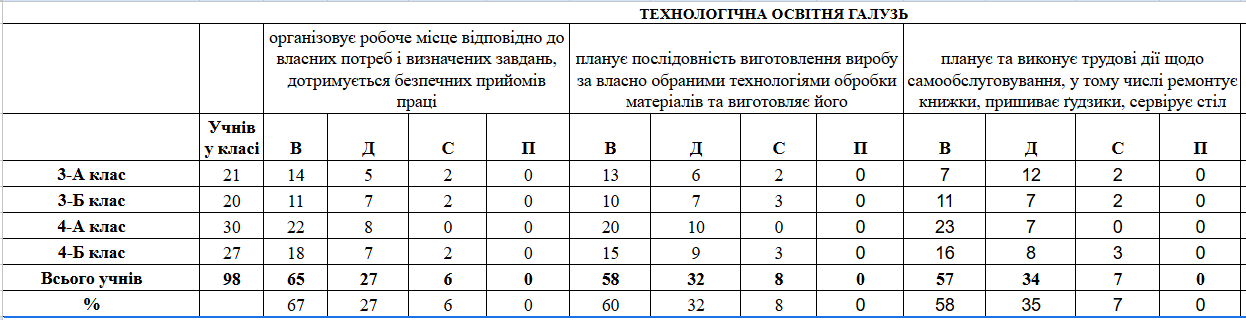 ТЕХНОЛОГІЧНА ОСВІТНЯ ГАЛУЗЬ
організовує робоче місце відповідно до
власних потреб і визначених завдань,
дотримується безпечних прийомів
праці
планує послідовність виготовлення виробу
за власно обраними технологіями обробки
матеріалів та виготовляє його
планує та виконує трудові дії щодо
самообслуговування, у тому числі ремонтує
книжки, пришиває ґудзики, сервірує стіл
Учнів
у класі В Д С П В Д С П В Д С П
3-А клас 21 14 5 2 0 13 6 2 0 7 12 2 0
3-Б клас 20 11 7 2 0 10 7 3 0 11 7 2 0
4-А клас 30 22 8 0 0 20 10 0 0 23 7 0 0
4-Б клас 27 18 7 2 0 15 9 3 0 16 8 3 0
Всього учнів 98 65 27 6 0 58 32 8 0 57 34 7 0
% 67 27 6 0 60 32 8 0 58 35 7 0